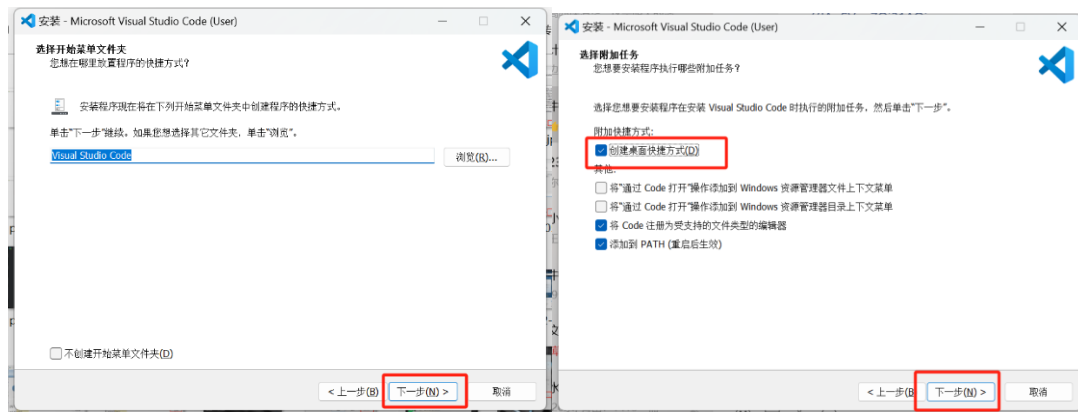 安装 - Microsoft Visual Studio Code (User)
选择开始菜单文件夹
您想在哪里放置程序的快捷方式?
安装程序现在将在下列开始菜单文件夹中创建程序的快捷方式。
单击"下一步"继续。如果您想选择其它文件夹，单击"浏览"。
Visual Studio Code
浏览(R)...
不创建开始菜单文件夹(D)
< 上一步(B)
下一步(N) >
取消
安装 - Microsoft Visual Studio Code (User)
选择附加任务
您想要安装程序执行哪些附加任务?
选择您想要安装程序在安装 Visual Studio Code 时执行的附加任务，然后单击"下一步"。
附加快捷方式:
创建桌面快捷方式(D)
其他:
将"通过 Code 打开"操作添加到 Windows 资源管理器文件上下文菜单
将"通过 Code 打开"操作添加到 Windows 资源管理器目录上下文菜单
将 Code 注册为受支持的文件类型的编辑器
添加到 PATH (重启后生效)
< 上一步(B
下一步(N) >
取消